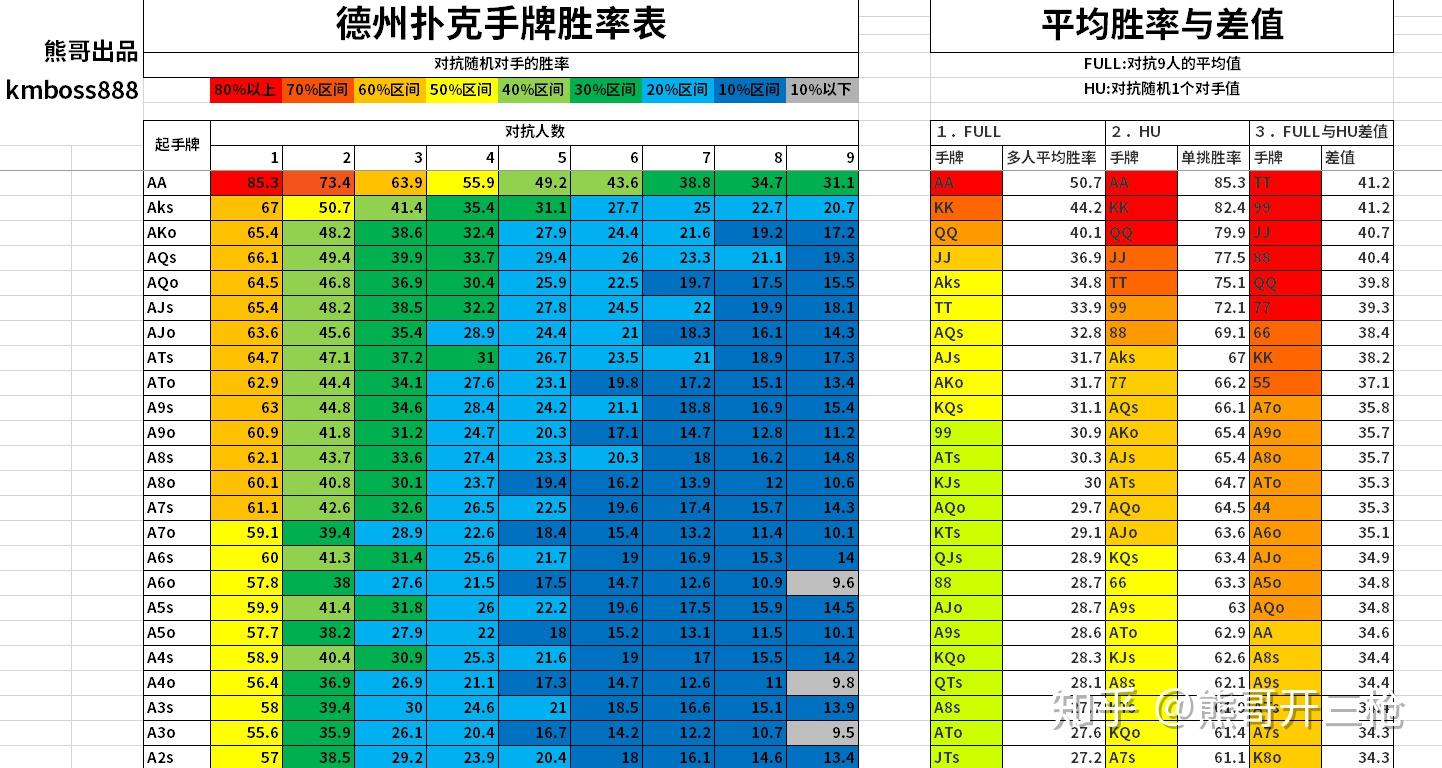 德州扑克手牌胜率表 平均胜率与差值
熊哥出品
对抗随机对手的胜率 FULL:对抗9人的平均值
kmboss888 80%以上 70%区间 60%区间 50%区间 40%区间 30%区间 20%区间 10%区间 10%以下 HU:对抗随机1个对手值
起手牌 对抗人数 1．FULL 2．HU 3．FULL与HU差值
1 2 3 4 5 6 7 8 9 手牌 多人平均胜率 手牌 单挑胜率 手牌 差值
AA 85.3 73.4 63.9 55.9 49.2 43.6 38.8 34.7 31.1 AA 50.7 AA 85.3 TT 41.2
Aks 67 50.7 41.4 35.4 31.1 27.7 25 22.7 20.7 KK 44.2 KK 82.4 99 41.2
AKo 65.4 48.2 38.6 32.4 27.9 24.4 21.6 19.2 17.2 QQ 40.1 QQ 79.9 JJ 40.7
AQs 66.1 49.4 39.9 33.7 29.4 26 23.3 21.1 19.3 JJ 36.9 JJ 77.5 88 40.4
AQo 64.5 46.8 36.9 30.4 25.9 22.5 19.7 17.5 15.5 Aks 34.8 TT 75.1 QQ 39.8
AJs 65.4 48.2 38.5 32.2 27.8 24.5 22 19.9 18.1 TT 33.9 99 72.1 77 39.3
AJo 63.6 45.6 35.4 28.9 24.4 21 18.3 16.1 14.3 AQs 32.8 88 69.1 66 38.4
ATs 64.7 47.1 37.2 31 26.7 23.5 21 18.9 17.3 AJs 31.7 Aks 67 KK 38.2
ATo 62.9 44.4 34.1 27.6 23.1 19.8 17.2 15.1 13.4 AKo 31.7 77 66.2 55 37.1
A9s 63 44.8 34.6 28.4 24.2 21.1 18.8 16.9 15.4 KQs 31.1 AQs 66.1 A7o 35.8
A9o 60.9 41.8 31.2 24.7 20.3 17.1 14.7 12.8 11.2 99 30.9 AKo 65.4 A9o 35.7
A8s 62.1 43.7 33.6 27.4 23.3 20.3 18 16.2 14.8 ATs 30.3 AJs 65.4 A8o 35.7
A8o 60.1 40.8 30.1 23.7 19.4 16.2 13.9 12 10.6 KJs 30 ATs 64.7 ATo 35.3
A7s 61.1 42.6 32.6 26.5 22.5 19.6 17.4 15.7 14.3 AQo 29.7 AQo 64.5 44 35.3
A7o 59.1 39.4 28.9 22.6 18.4 15.4 13.2 11.4 10.1 KTs 29.1 AJo 63.6 A6o 35.1
A6s 60 41.3 31.4 25.6 21.7 19 16.9 15.3 14 QJs 28.9 KQs 63.4 AJo 34.9
A6o 57.8 38 27.6 21.5 17.5 14.7 12.6 10.9 9.6 88 28.7 66 63.3 A5o 34.8
A5s 59.9 41.4 31.8 26 22.2 19.6 17.5 15.9 14.5 AJo 28.7 A9s 63 AQo 34.8
A5o 57.7 38.2 27.9 22 18 15.2 13.1 11.5 10.1 A9s 28.6 ATo 62.9 AA 34.6
A4s 58.9 40.4 30.9 25.3 21.6 19 17 15.5 14.2 KQo 28.3 KJs 62.6 A8s 34.4
A4o 56.4 36.9 26.9 21.1 17.3 14.7 12.6 11 9.8 QTs 28.1 A8s 62.1 A9s 34.4
A3s 58 39.4 30 24.6 21 18.5 16.6 15.1 13.9 A8s
知乎 @熊哥开三枪
A3o 55.6 35.9 26.1 20.4 16.7 14.2 12.2 10.7 9.5 ATo 27.6 KQo 61.4 A7s 34.3
A2s 57 38.5 29.2 23.9 20.4 18 16.1 14.6 13.4 JTs 27.2 A7s 61.1 K8o 34.3